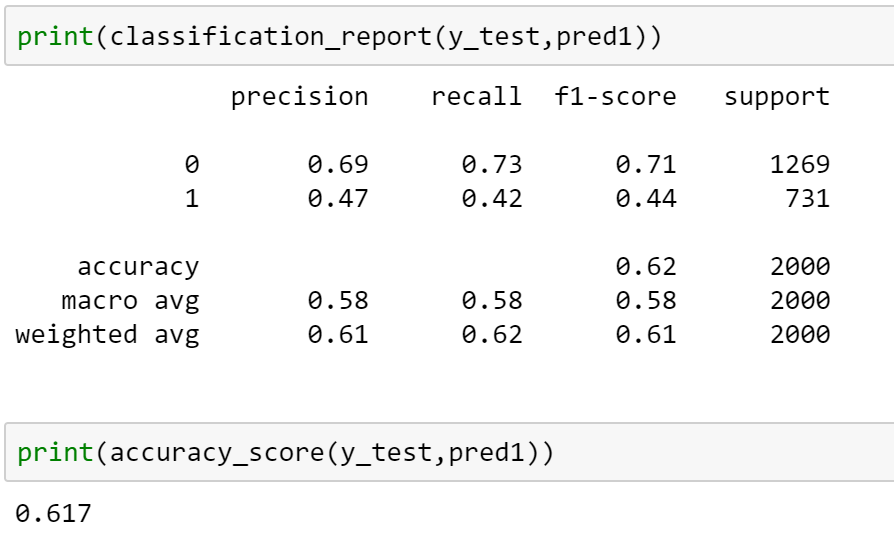 print(classification_report(y_test,pred1))
precision recall f1-score support
0 0.69 0.73 0.71 1269
1 0.47 0.42 0.44 731
accuracy 0.62 2000
macro avg 0.58 0.58 0.58 2000
weighted avg 0.61 0.62 0.61 2000
print(accuracy_score(y_test,pred1))
0.617